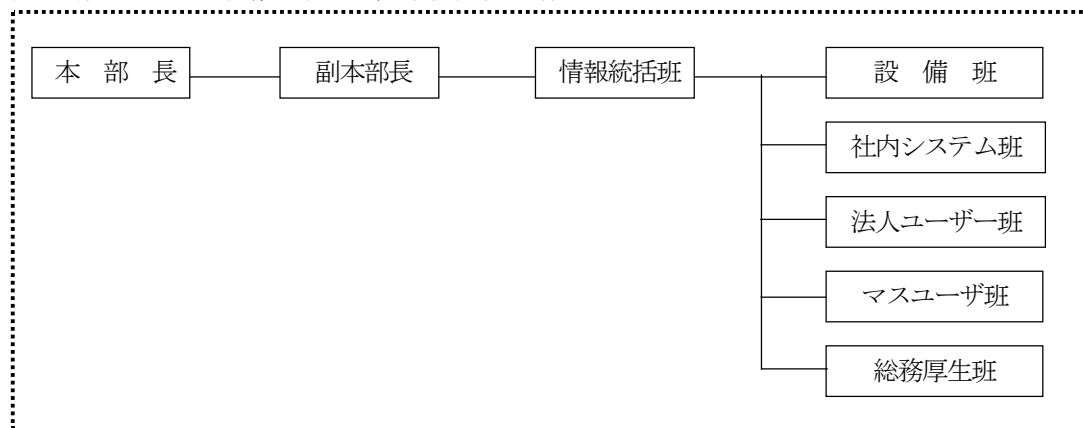 本 部 長 副本部長 情報統括班 設 備 班
社内システム班
法人ユーザー班
マスユーザ班
総務厚生班